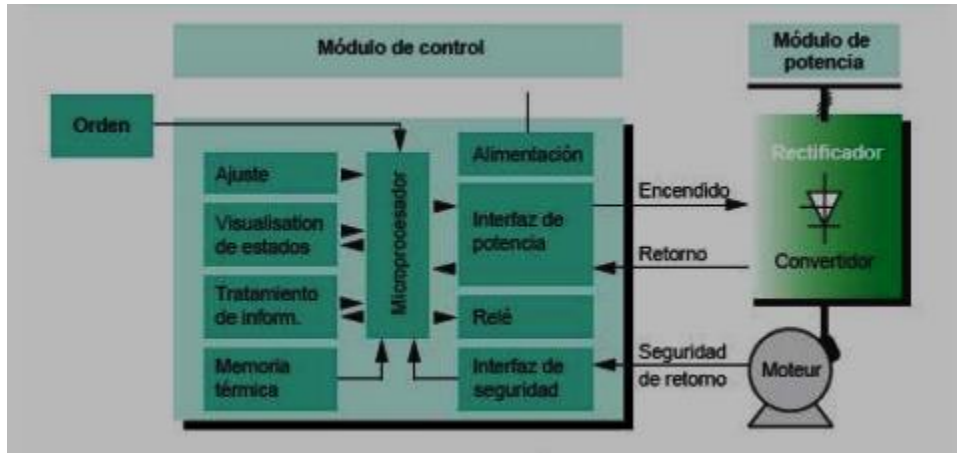 Módulo de control
Módulo de
potencia
Orden
Ajuste
Visualisation
de estados
Tratamiento
de inform.
Memoria
térmica
Microprocesador
Alimentación
Interfaz de
potencia
Relé
Interfaz de
seguridad
Encendido
Retorno
Seguridad
de retorno
Rectificador
Convertidor
Moteur